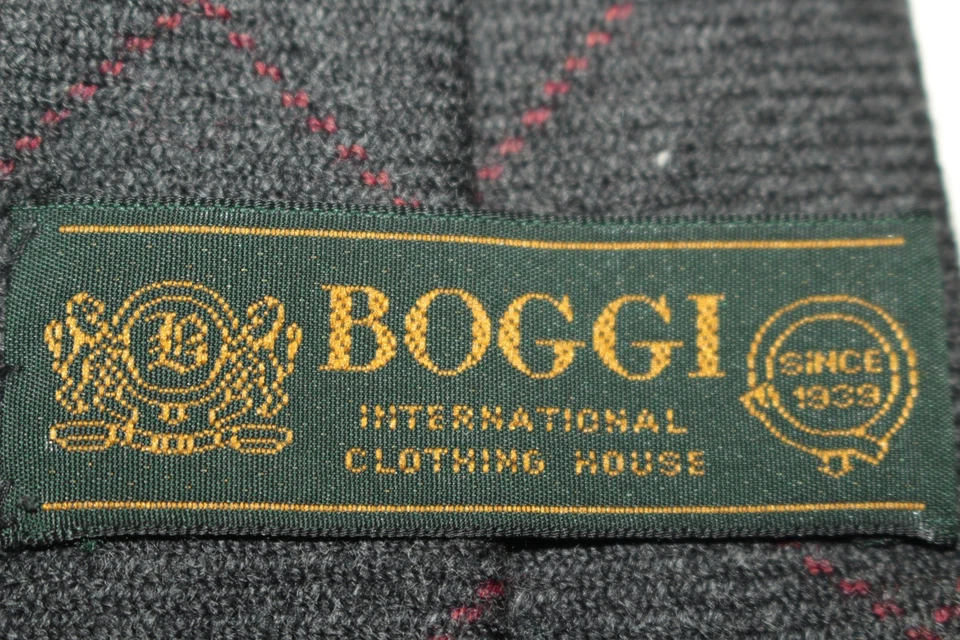 B
BOGGI
INTERNATIONAL
CLOTHING HOUSE
SINCE
1939